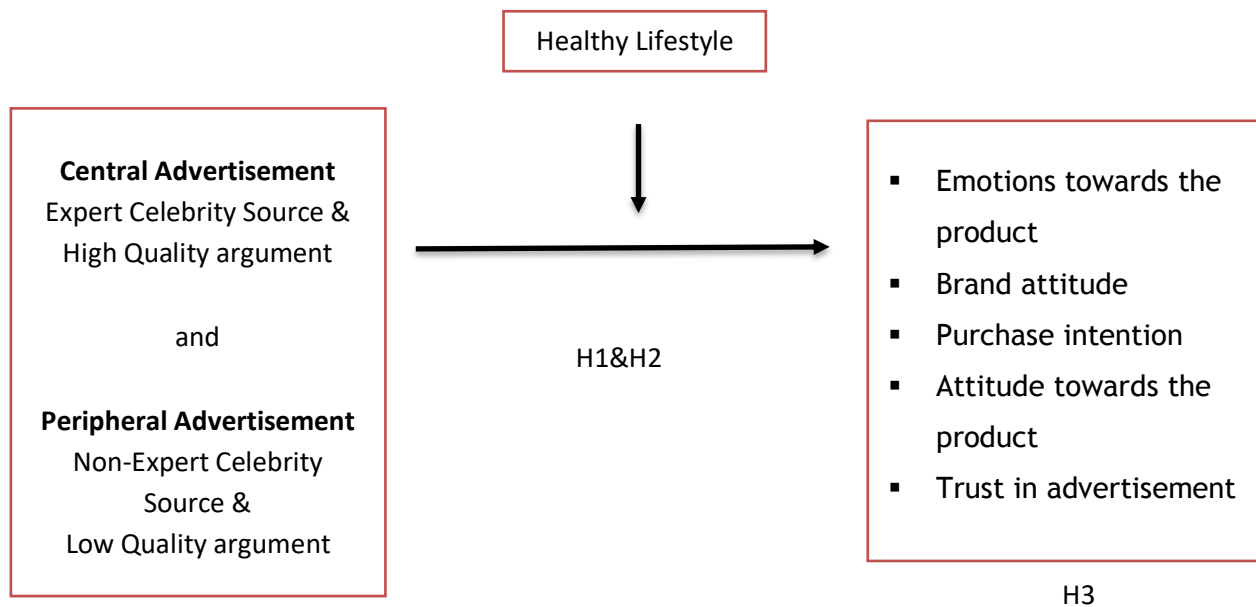 Healthy Lifestyle
Central Advertisement
Expert Celebrity Source &
High Quality argument
and
Peripheral Advertisement
Non-Expert Celebrity
Source &
Low Quality argument
H1&H2
▪ Emotions towards the
product
▪ Brand attitude
▪ Purchase intention
▪ Attitude towards the
product
▪ Trust in advertisement
H3